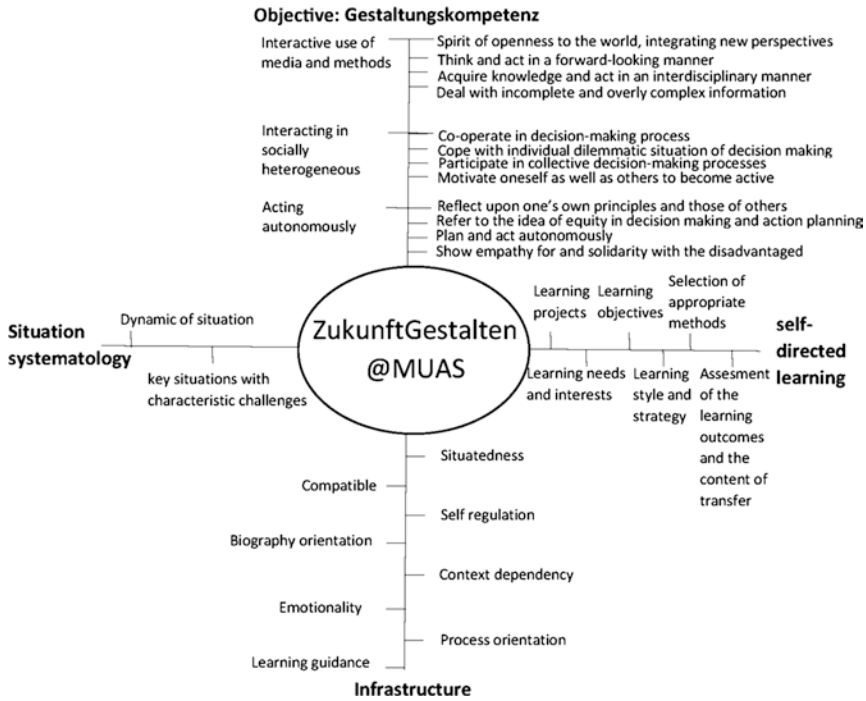 Objective: Gestaltungskompetenz
Interactive use of
media and methods
Spirit of openness to the world, integrating new perspectives
Think and act in a forward-looking manner
Acquire knowledge and act in an interdisciplinary manner
Deal with incomplete and overly complex information
Interacting in
socially
heterogeneous
Co-operate in decision-making process
Cope with individual dilemmatic situation of decision making
Participate in collective decision-making processes
Motivate oneself as well as others to become active
Acting
autonomously
Reflect upon one's own principles and those of others
Refer to the idea of equity in decision making and action planning
Plan and act autonomously
Show empathy for and solidarity with the disadvantaged
Situation
systematology
Dynamic of situation
key situations with
characteristic challenges
ZukunftGestalten
@MUAS
Learning
projects
Learning
objectives
Selection of
appropriate
methods
Learning needs
and interests
Learning
style and
strategy
Assesment
of the
learning
outcomes
and the
content of
transfer
self-
directed
learning
Situatedness
Compatible
Self regulation
Biography orientation
Context dependency
Emotionality
Process orientation
Learning guidance
Infrastructure